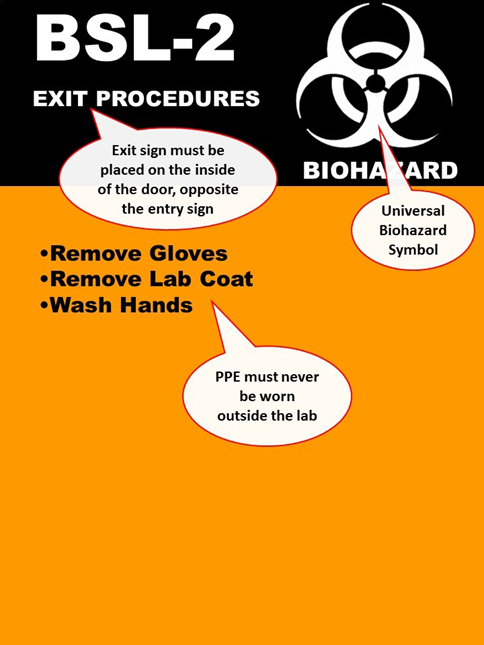 BSL-2
EXIT PROCEDURES
BIOHAZARD
Exit sign must be
placed on the inside
of the door, opposite
the entry sign
Universal
Biohazard
Symbol
•Remove Gloves
•Remove Lab Coat
•Wash Hands
PPE must never
be worn
outside the lab